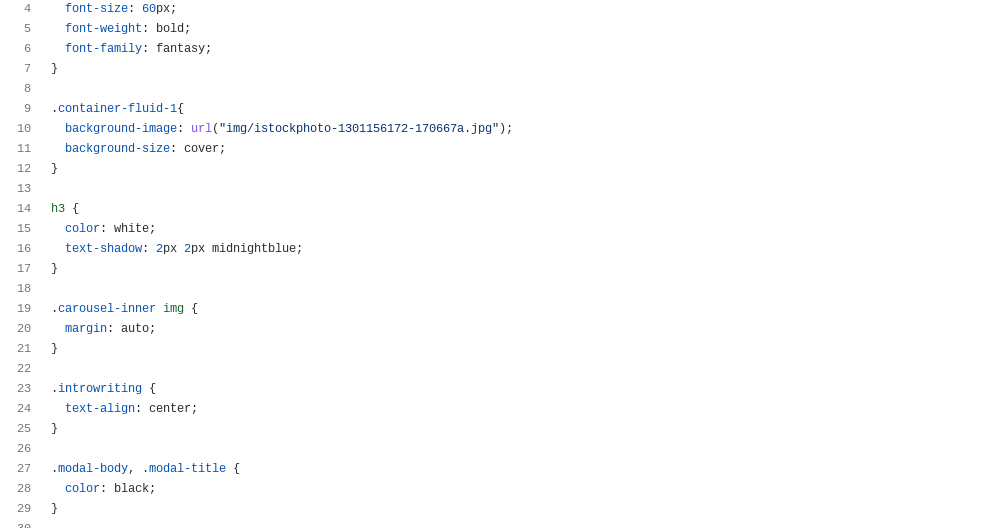 4 font-size: 60px;
5 font-weight: bold;
6 font-family: fantasy;
7 }
8
9 .container-fluid-1{
10 background-image: url("img/istockphoto-1301156172-170667a.jpg");
11 background-size: cover;
12 }
13
14 h3 {
15 color: white;
16 text-shadow: 2px 2px midnightblue;
17 }
18
19 .carousel-inner img {
20 margin: auto;
21 }
22
23 .introwriting {
24 text-align: center;
25 }
26
27 .modal-body, .modal-title {
28 color: black;
29 }
30